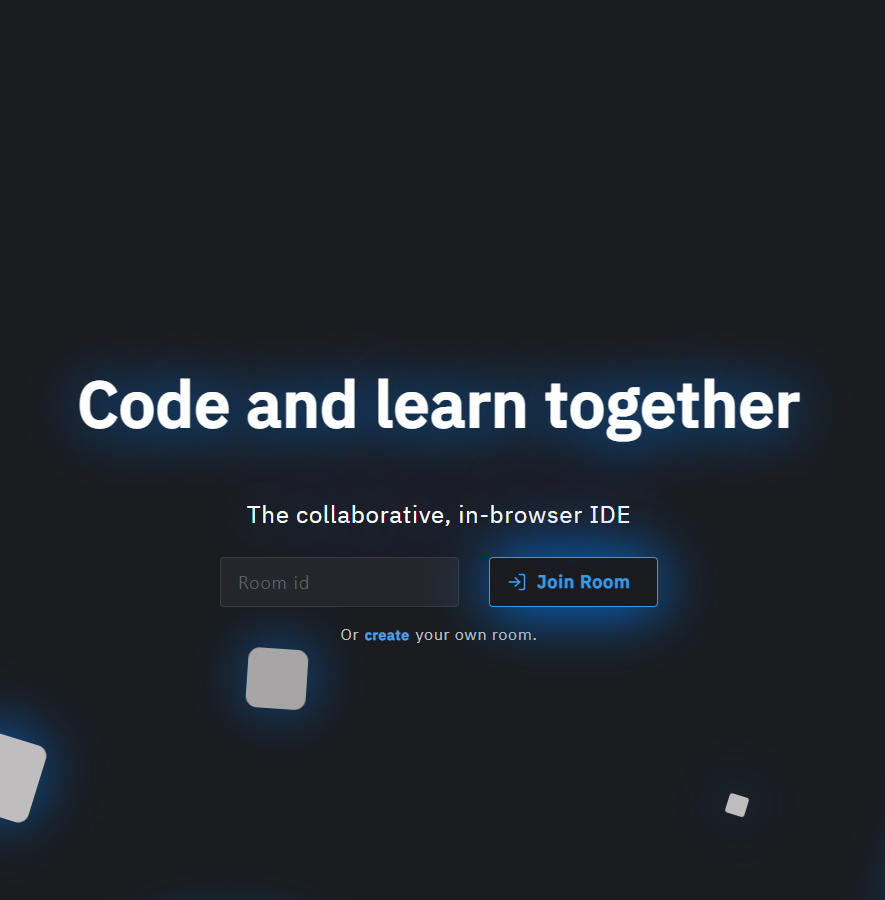 Code and learn together
The collaborative, in-browser IDE
Room id
Join Room
Or create your own room.